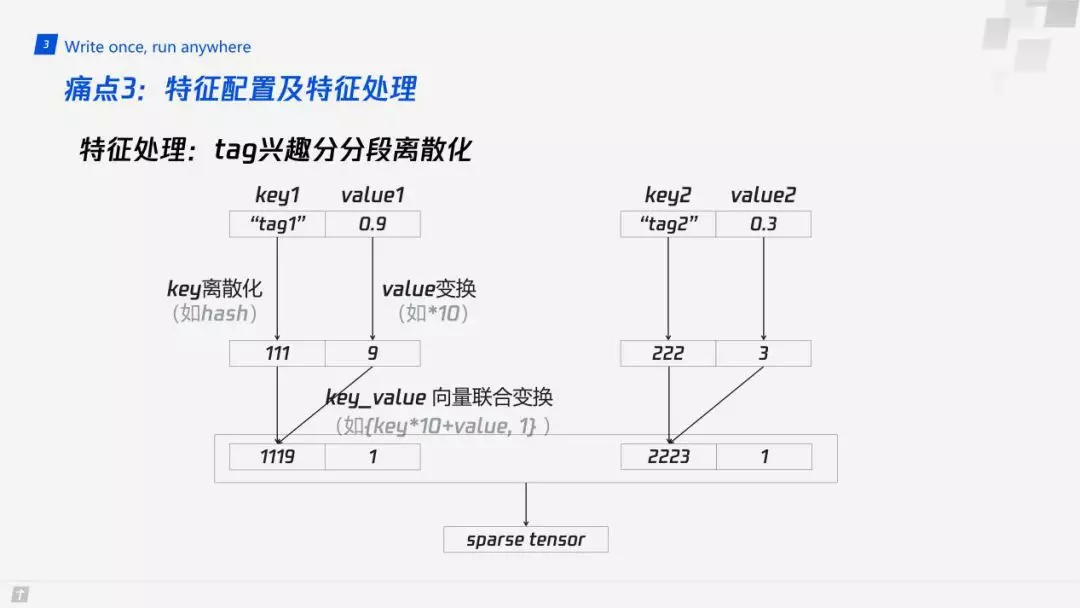 3 Write once, run anywhere
痛点3：特征配置及特征处理
特征处理：tag兴趣分分段离散化
key1 value1 key2 value2
“tag1” 0.9 “tag2” 0.3
key离散化 value变换
（如hash） （如*10）
111 9 222 3
key_value 向量联合变换
（如{key*10+value, 1} ）
1119 1 2223 1
sparse tensor